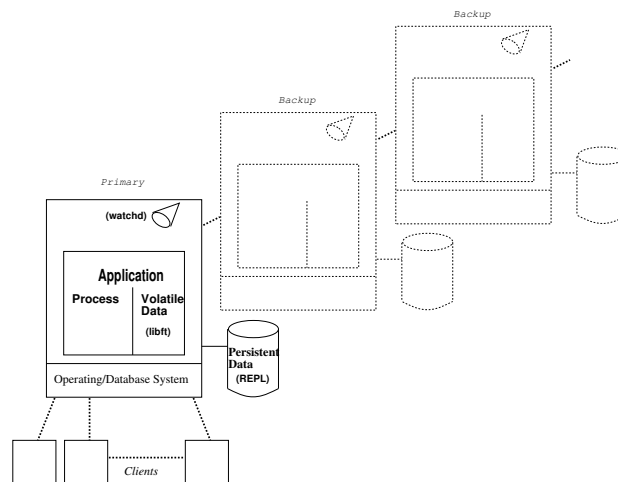 Backup
Backup
Primary
(watchd)
Application
Process
Volatile
Data
(libft)
Persistent
Data
(REPL)
Operating/Database System
Clients